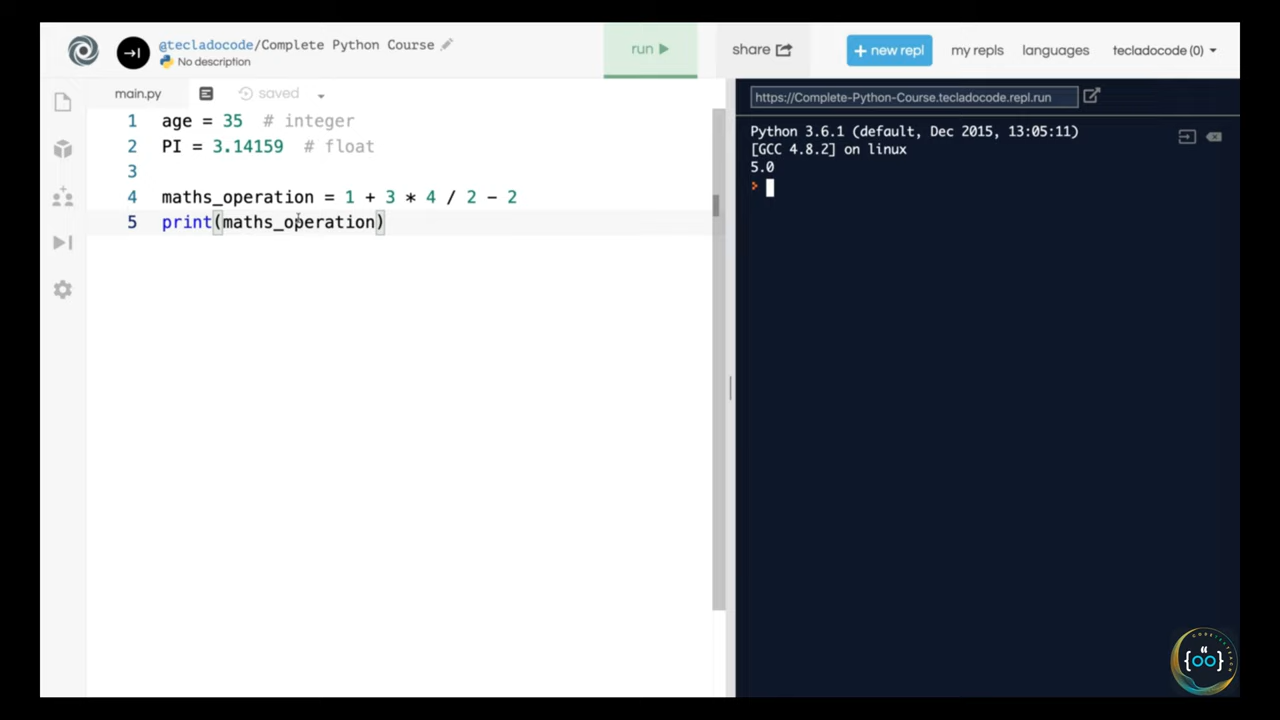 @tecladocode/Complete Python Course
No description
run
share
+ new repl
my repls
languages
tecladocode (0)
main.py
saved
1 age = 35 # integer
2 PI = 3.14159 # float
3
4 maths_operation = 1 + 3 * 4 / 2 - 2
5 print(maths_operation)
https://Complete-Python-Course.tecladocode.repl.run
Python 3.6.1 (default, Dec 2015, 13:05:11)
[GCC 4.8.2] on linux
5.0